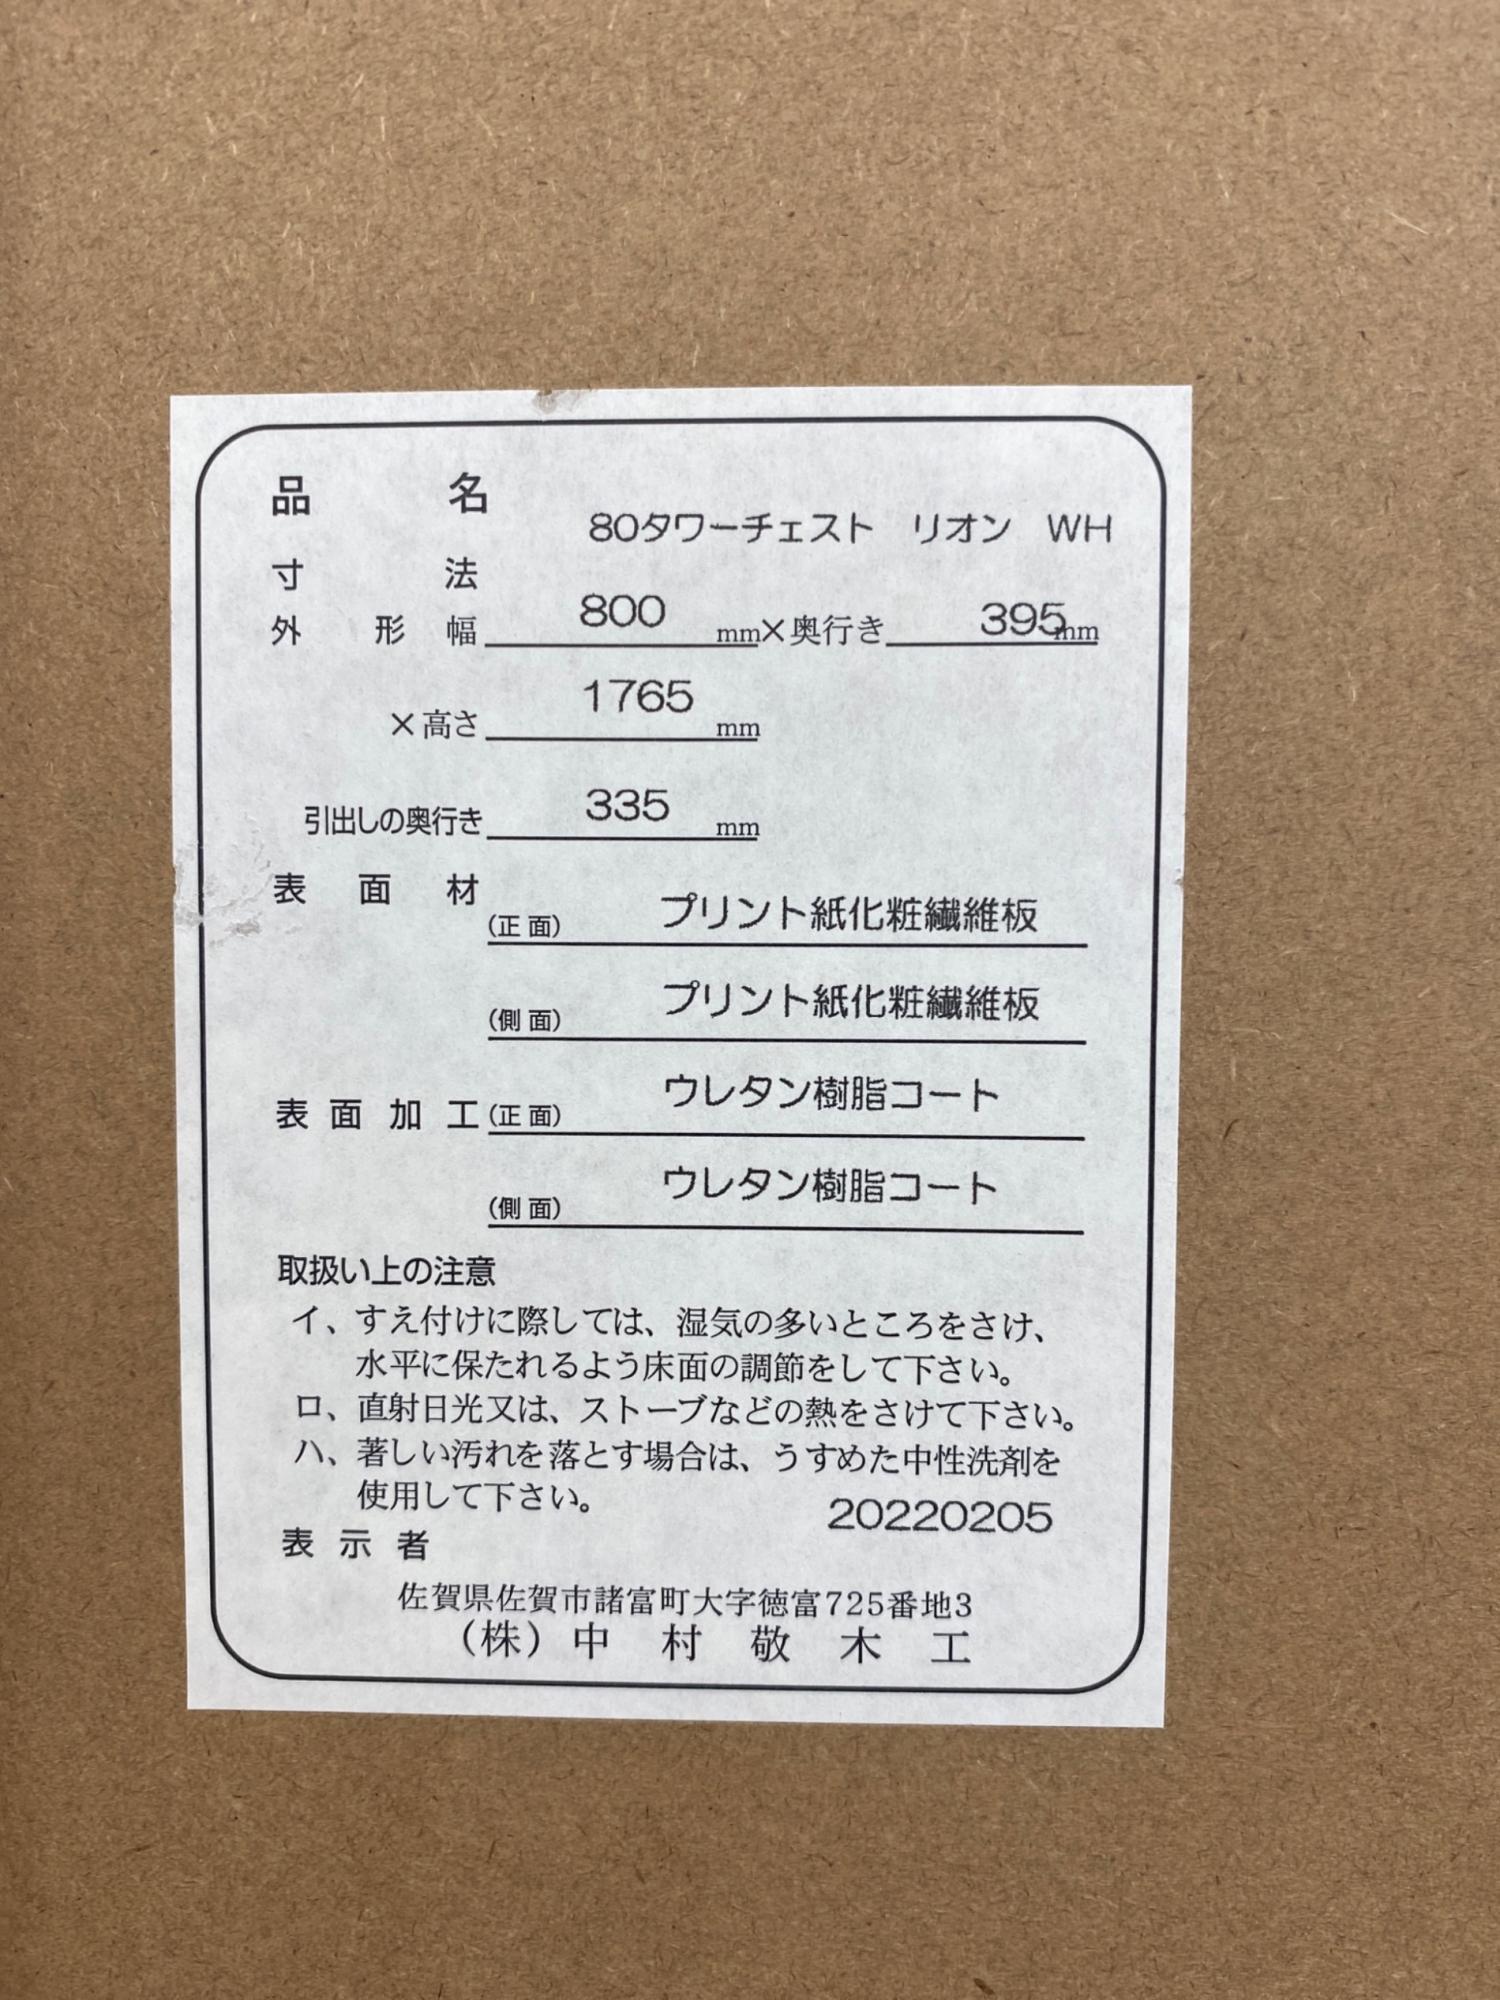 品名 80タワーチェスト リオン WH
寸法
外形幅 800 mm×奥行き 395mm
×高さ 1765 mm
引出しの奥行き 335 mm
表面材 (正面) プリント紙化粧繊維板
(側面) プリント紙化粧繊維板
表面加工 (正面) ウレタン樹脂コート
(側面) ウレタン樹脂コート
取扱い上の注意
イ、すえ付けに際しては、湿気の多いところをさけ、
水平に保たれるよう床面の調節をして下さい。
ロ、直射日光又は、ストーブなどの熱をさけて下さい。
ハ、著しい汚れを落とす場合は、うすめた中性洗剤を
使用して下さい。
20220205
表示者
佐賀県佐賀市諸富町大字徳富725番地3
(株)中村敬木工